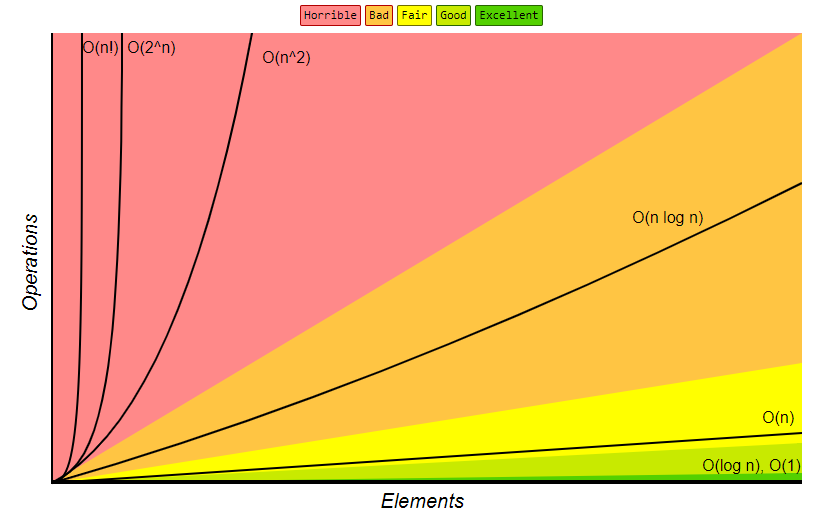 Horrible Bad Fair Good Excellent
O(n!) O(2^n)
O(n^2)
O(n log n)
Operations
O(n)
O(log n), O(1)
Elements